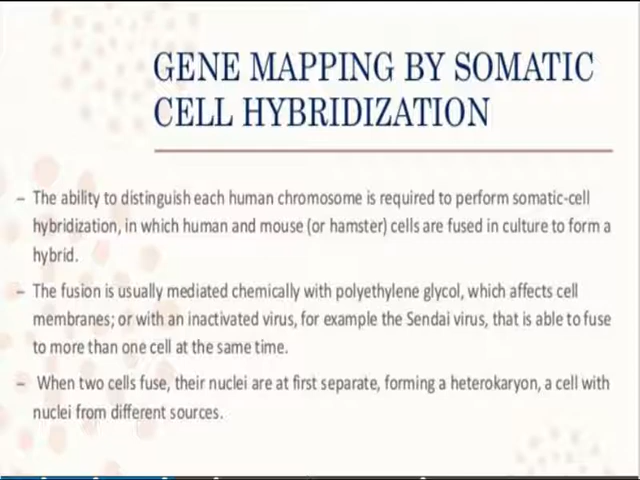 GENE MAPPING BY SOMATIC
CELL HYBRIDIZATION
– The ability to distinguish each human chromosome is required to perform somatic-cell
hybridization, in which human and mouse (or hamster) cells are fused in culture to form a
hybrid.
– The fusion is usually mediated chemically with polyethylene glycol, which affects cell
membranes; or with an inactivated virus, for example the Sendai virus, that is able to fuse
to more than one cell at the same time.
– When two cells fuse, their nuclei are at first separate, forming a heterokaryon, a cell with
nuclei from different sources.